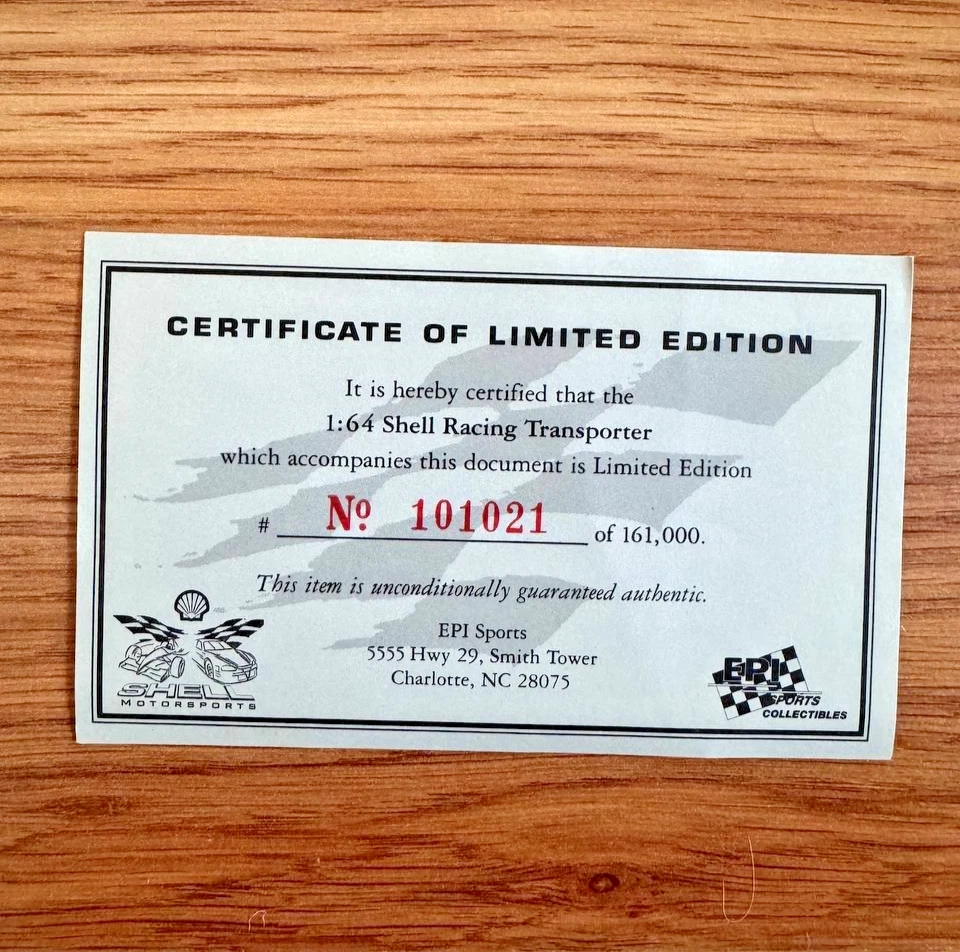 CERTIFICATE OF LIMITED EDITION
It is hereby certified that the
1:64 Shell Racing Transporter
which accompanies this document is Limited Edition
# Nº 101021 of 161,000.
This item is unconditionally guaranteed authentic.
EPI Sports
5555 Hwy 29, Smith Tower
Charlotte, NC 28075
SHELL
MOTORSPORTS
EPI
SPORTS
COLLECTIBLES